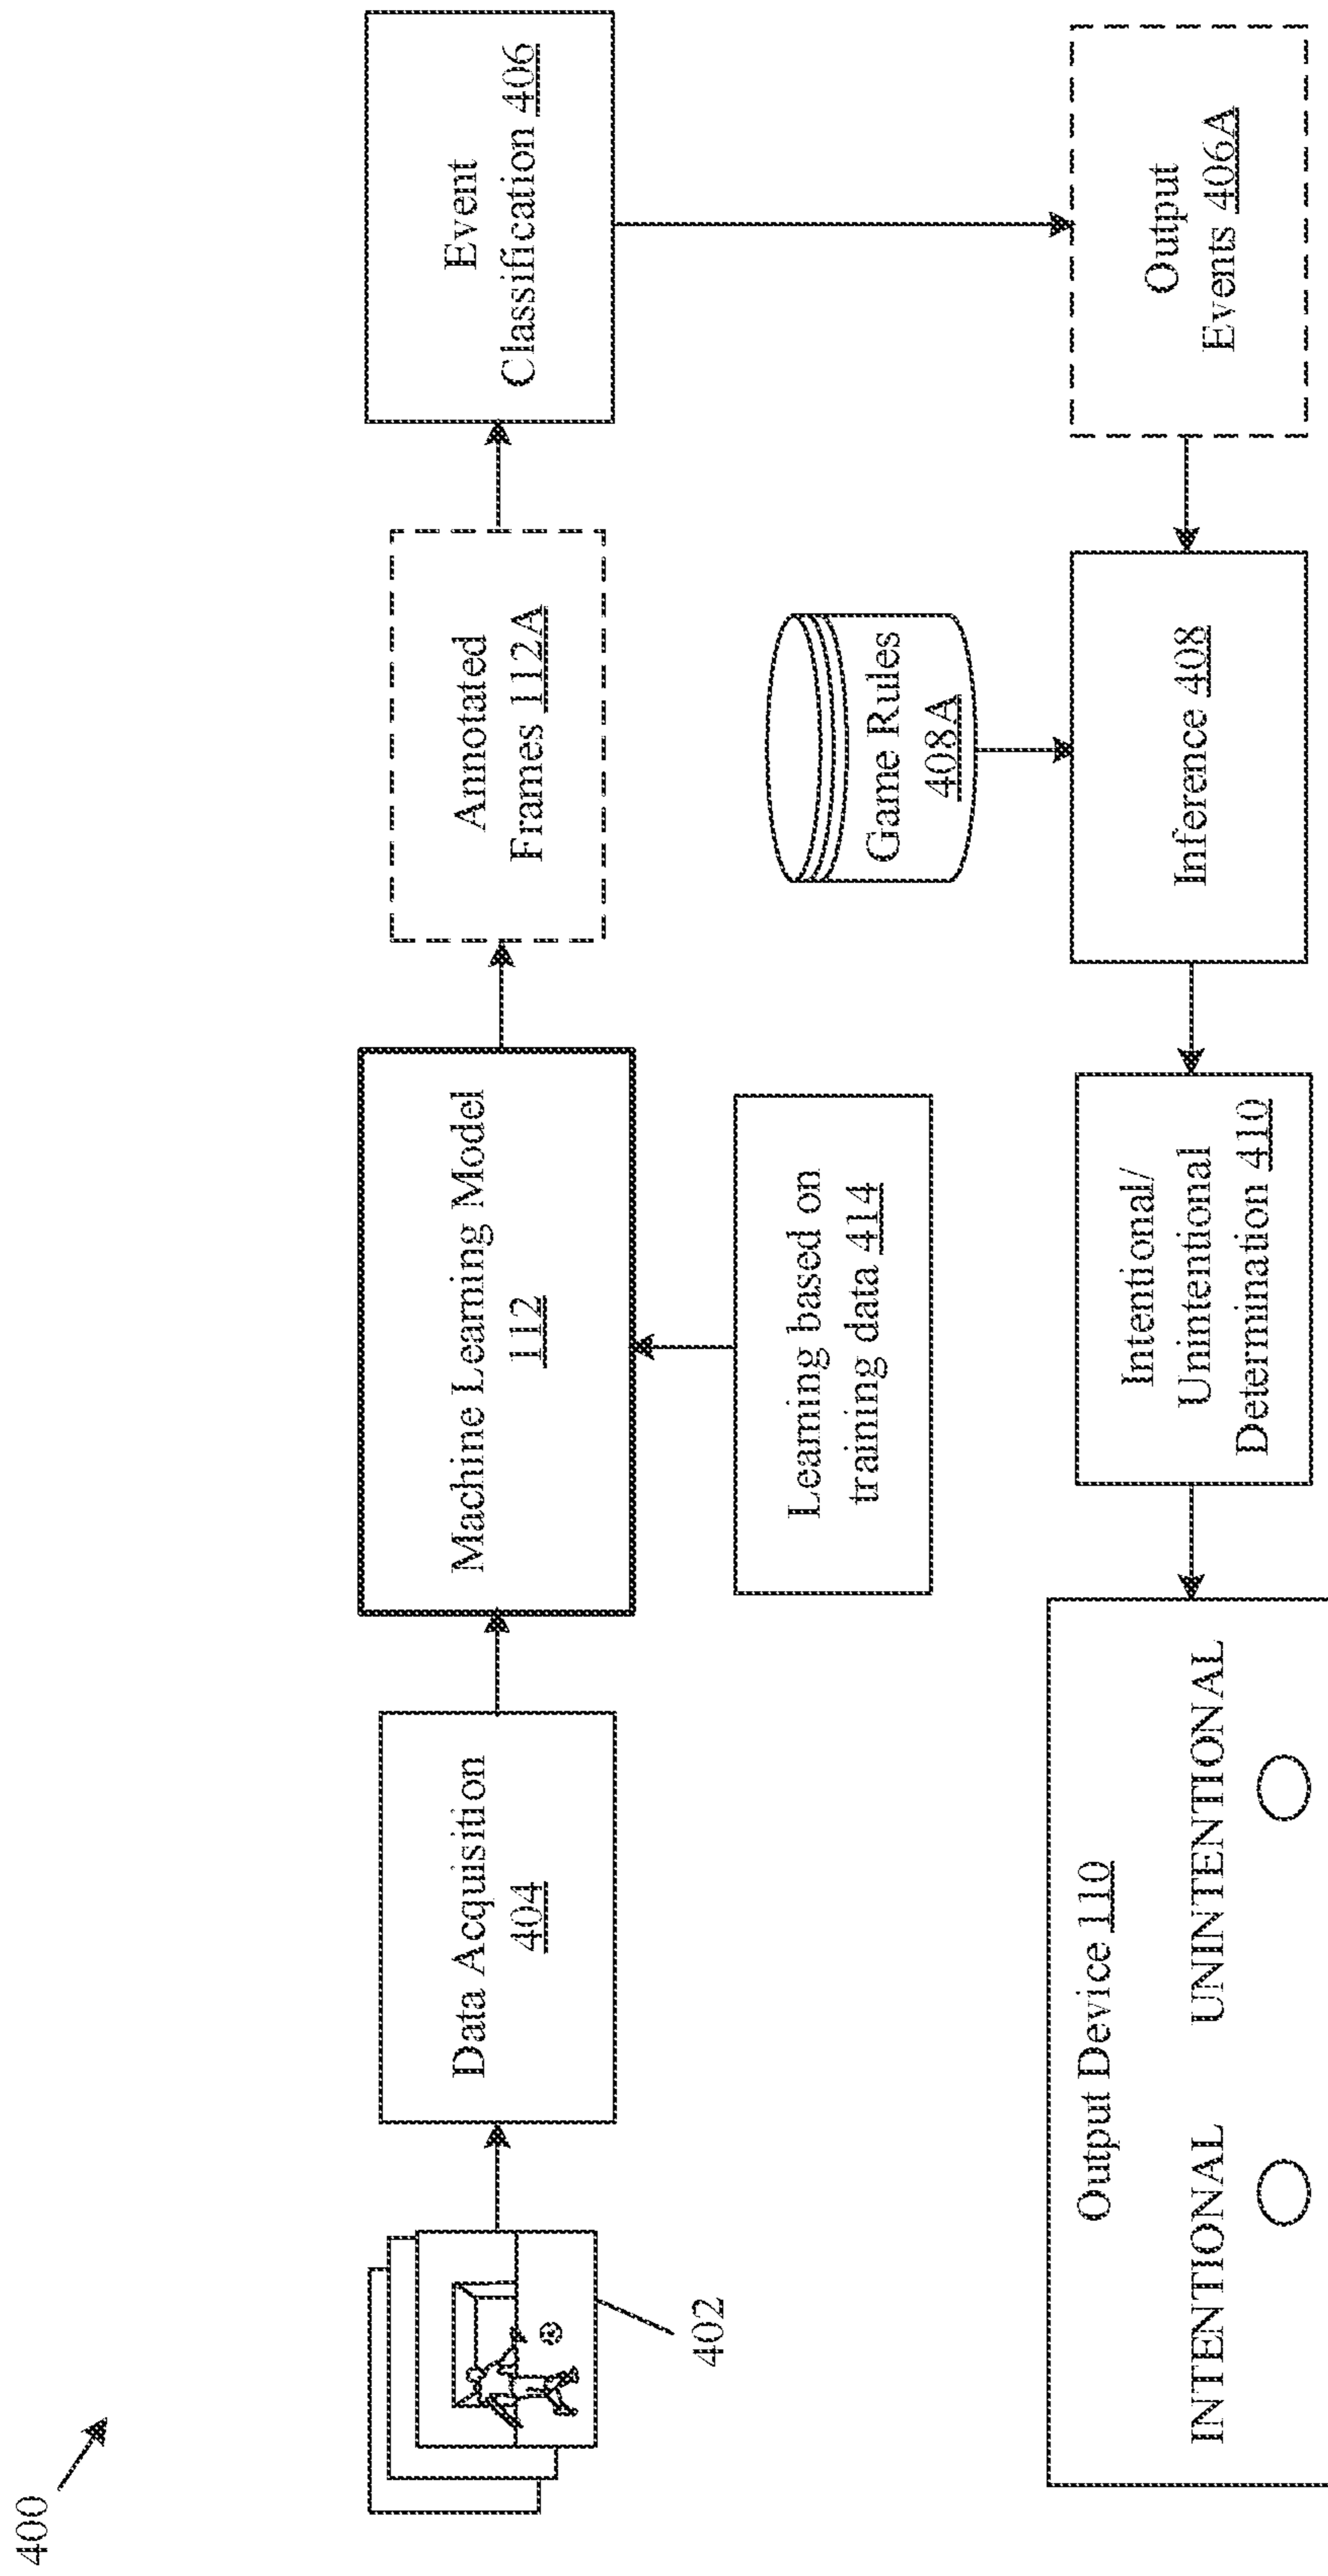 400
402
Data Acquisition
404
Machine Learning Model
112
Annotated
Frames 112A
Event
Classification 406
Learning based on
training data 414
Game Rules
408A
Output Device 110
INTENTIONAL
UNINTENTIONAL
Intentional/
Unintentional
Determination 410
Inference 408
Output
Events 406A